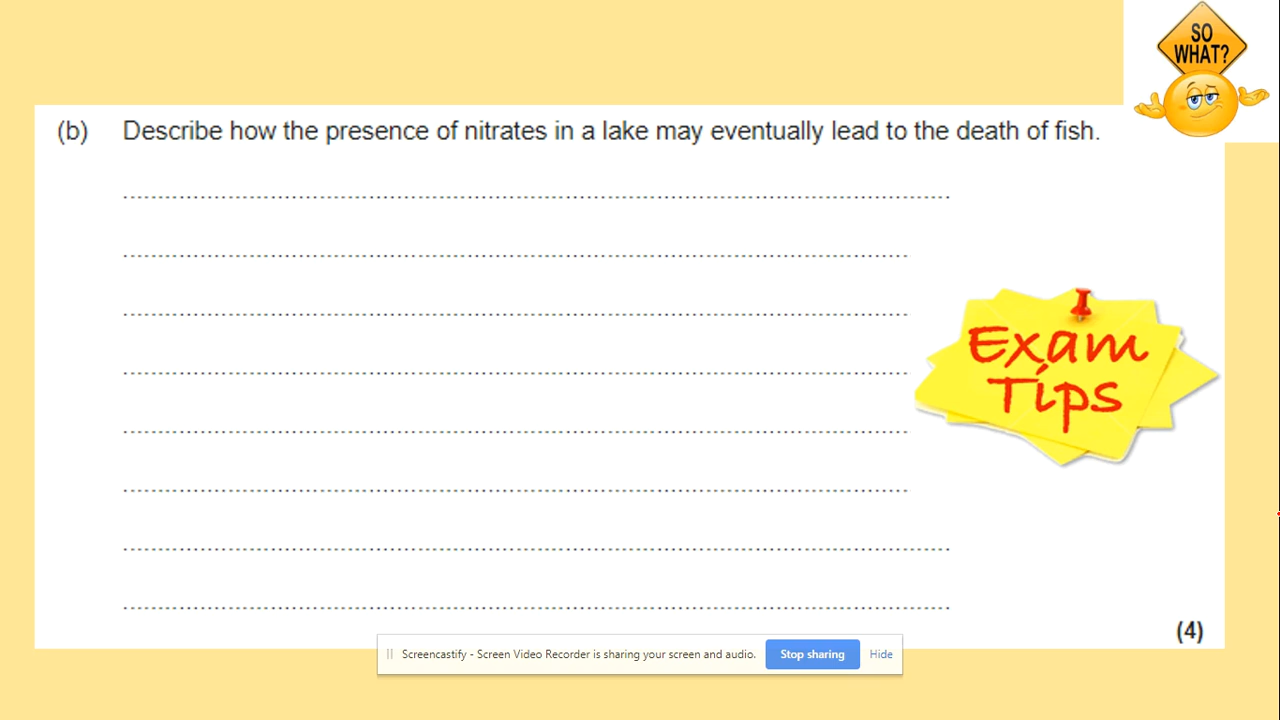 SO
WHAT?
(b) Describe how the presence of nitrates in a lake may eventually lead to the death of fish.
Exam
Tips
(4)
Screencastify - Screen Video Recorder is sharing your screen and audio. Stop sharing Hide